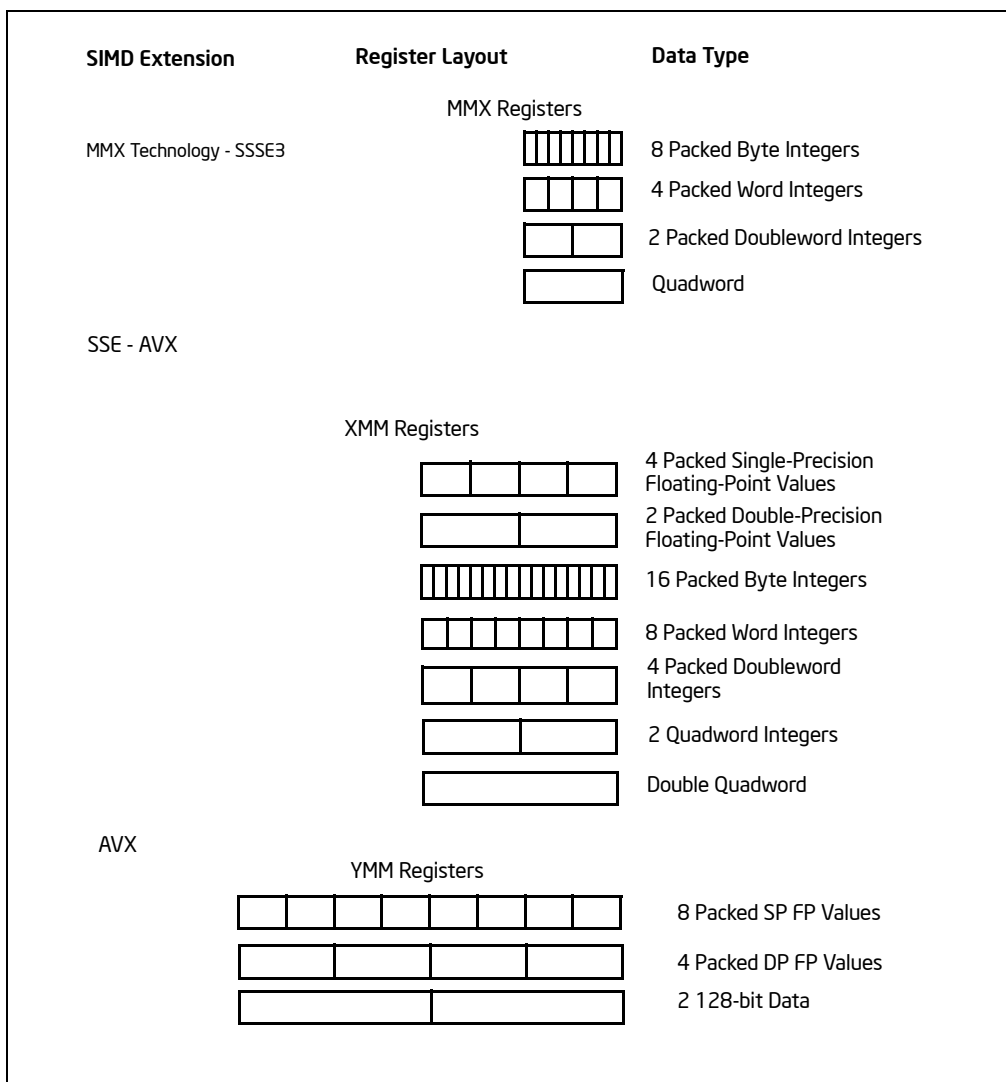 SIMD Extension Register Layout Data Type
MMX Registers
MMX Technology - SSSE3 8 Packed Byte Integers
4 Packed Word Integers
2 Packed Doubleword Integers
Quadword
SSE - AVX
XMM Registers
4 Packed Single-Precision
Floating-Point Values
2 Packed Double-Precision
Floating-Point Values
16 Packed Byte Integers
8 Packed Word Integers
4 Packed Doubleword
Integers
2 Quadword Integers
Double Quadword
AVX
YMM Registers
8 Packed SP FP Values
4 Packed DP FP Values
2 128-bit Data